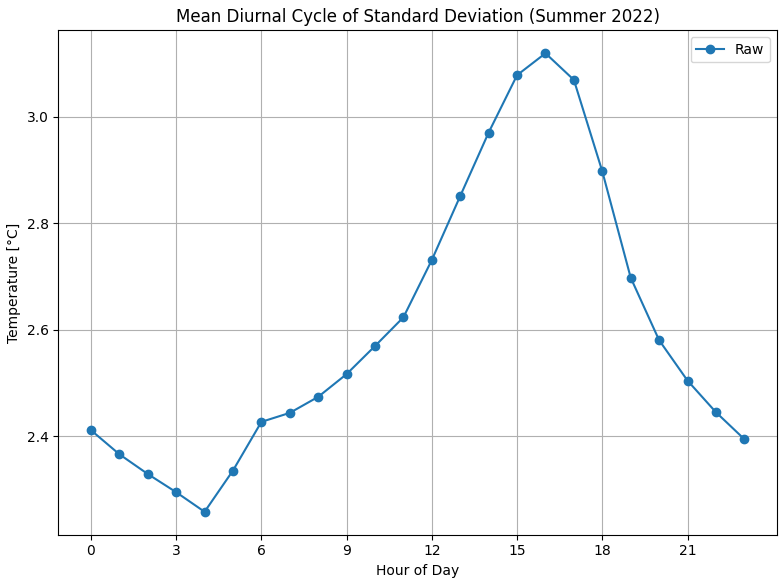 Mean Diurnal Cycle of Standard Deviation (Summer 2022)
Raw
Temperature [°C]
3.0
2.8
2.6
2.4
0 3 6 9 12 15 18 21
Hour of Day